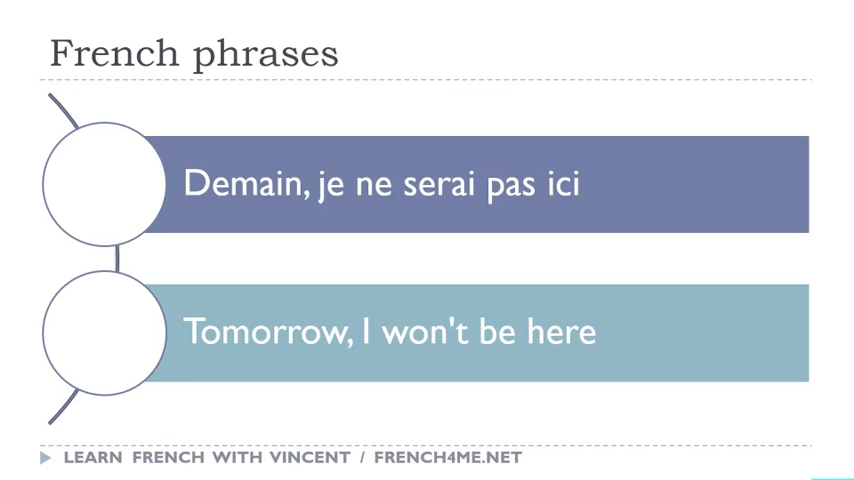 French phrases
Demain, je ne serai pas ici
Tomorrow, I won't be here
LEARN FRENCH WITH VINCENT / FRENCH4ME.NET